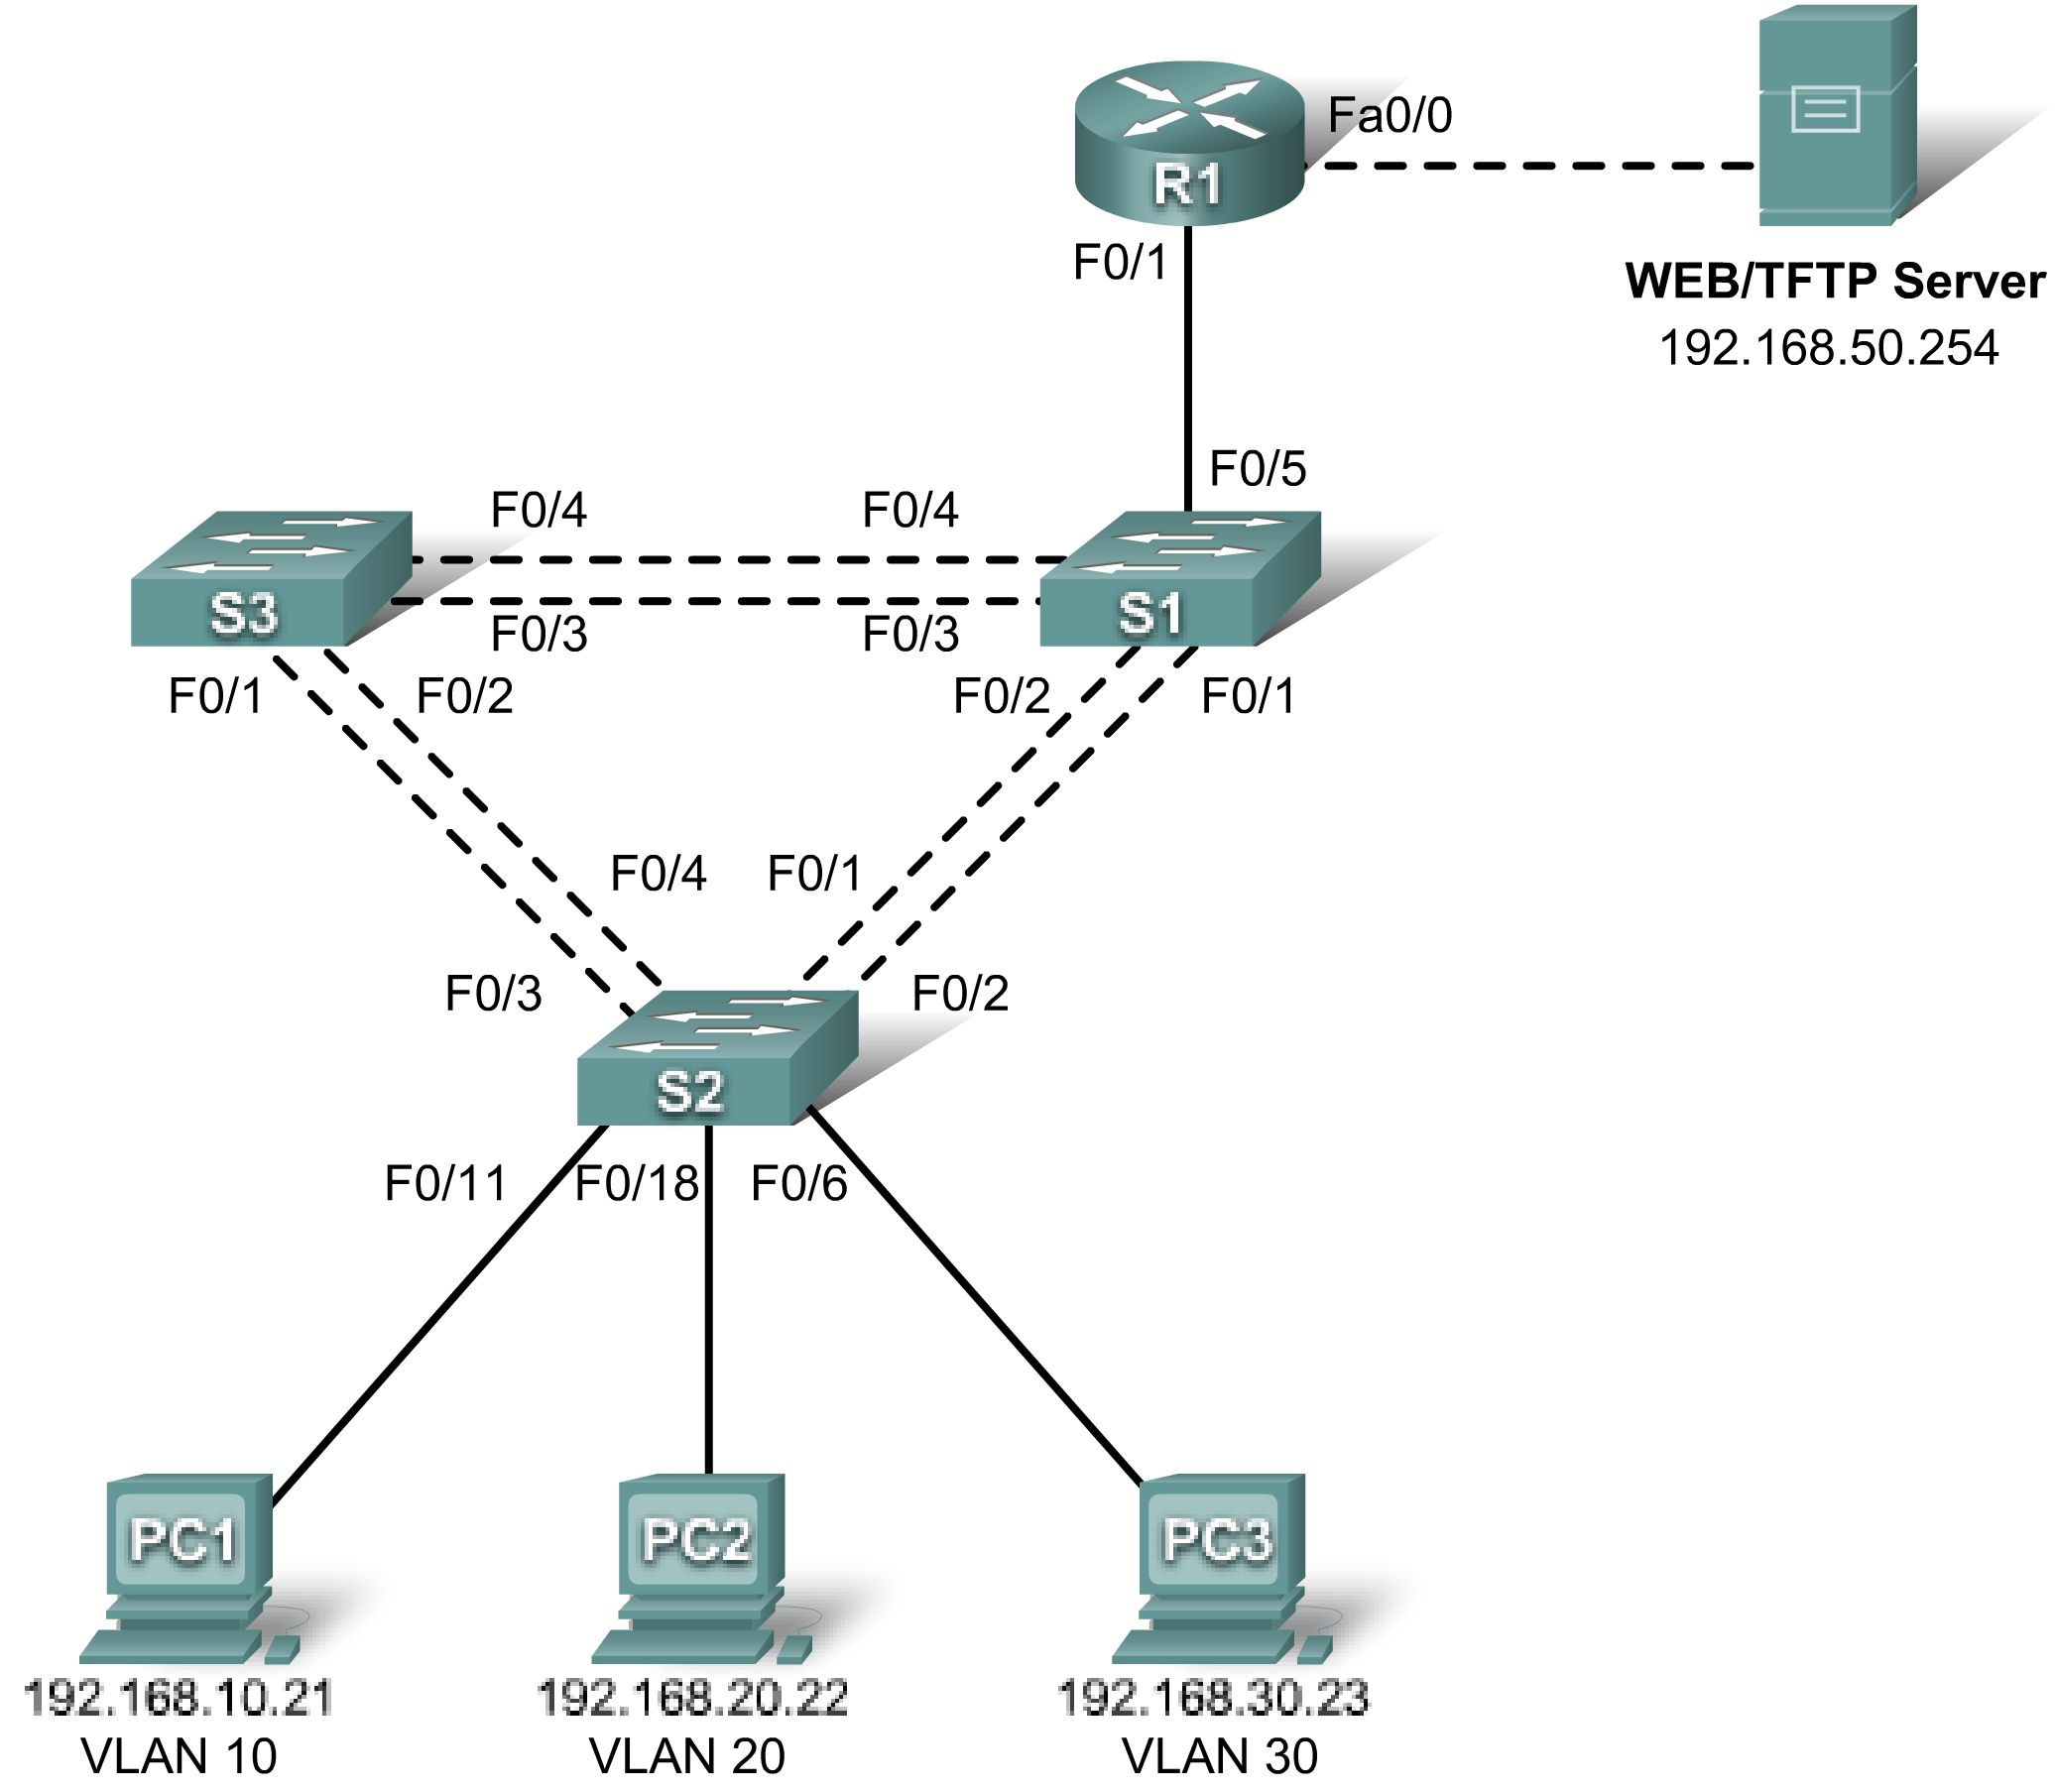 Fa0/0
R1
F0/1
WEB/TFTP Server
192.168.50.254
F0/5
F0/4
F0/4
S3
S1
F0/3
F0/3
F0/1
F0/2
F0/2
F0/1
F0/4
F0/1
F0/3
F0/2
S2
F0/11
F0/18
F0/6
PC1
PC2
PC3
192.168.10.21
192.168.20.22
192.168.30.23
VLAN 10
VLAN 20
VLAN 30